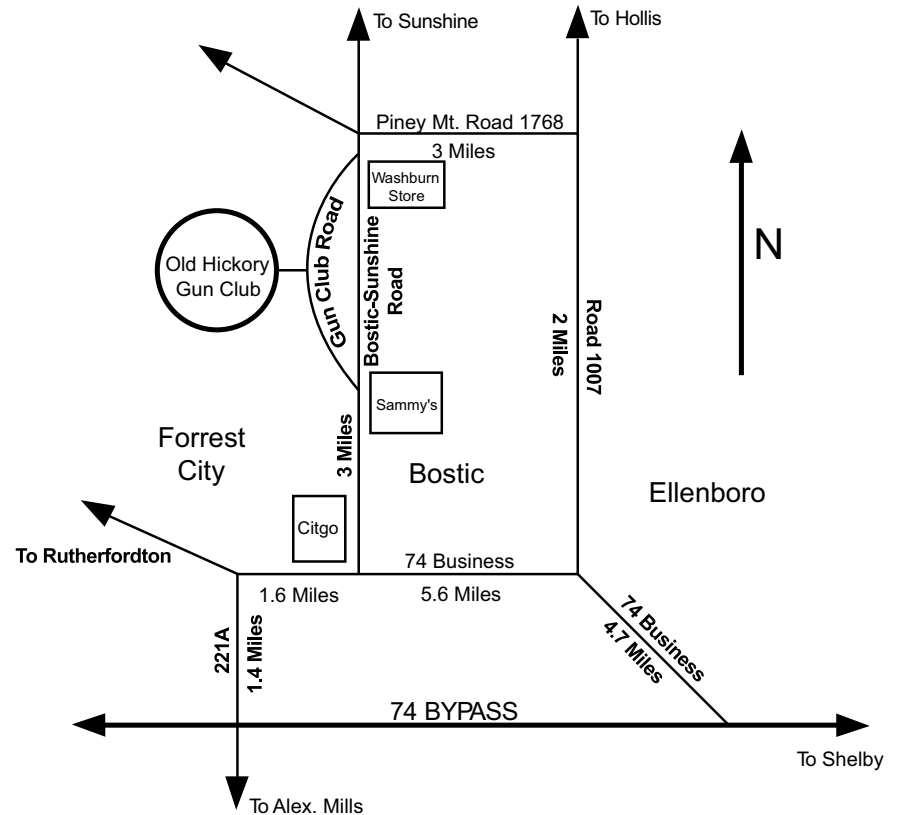 To Sunshine
To Hollis
Piney Mt. Road 1768
3 Miles
Washburn
Store
Old Hickory
Gun Club
Gun Club Road
Bostic-Sunshine
Road
2 Miles
Road 1007
N
Sammy's
3 Miles
Forrest
City
Bostic
Ellenboro
Citgo
To Rutherfordton
74 Business
1.6 Miles
5.6 Miles
221A
1.4 Miles
74 Business
4.7 Miles
74 BYPASS
To Shelby
To Alex. Mills